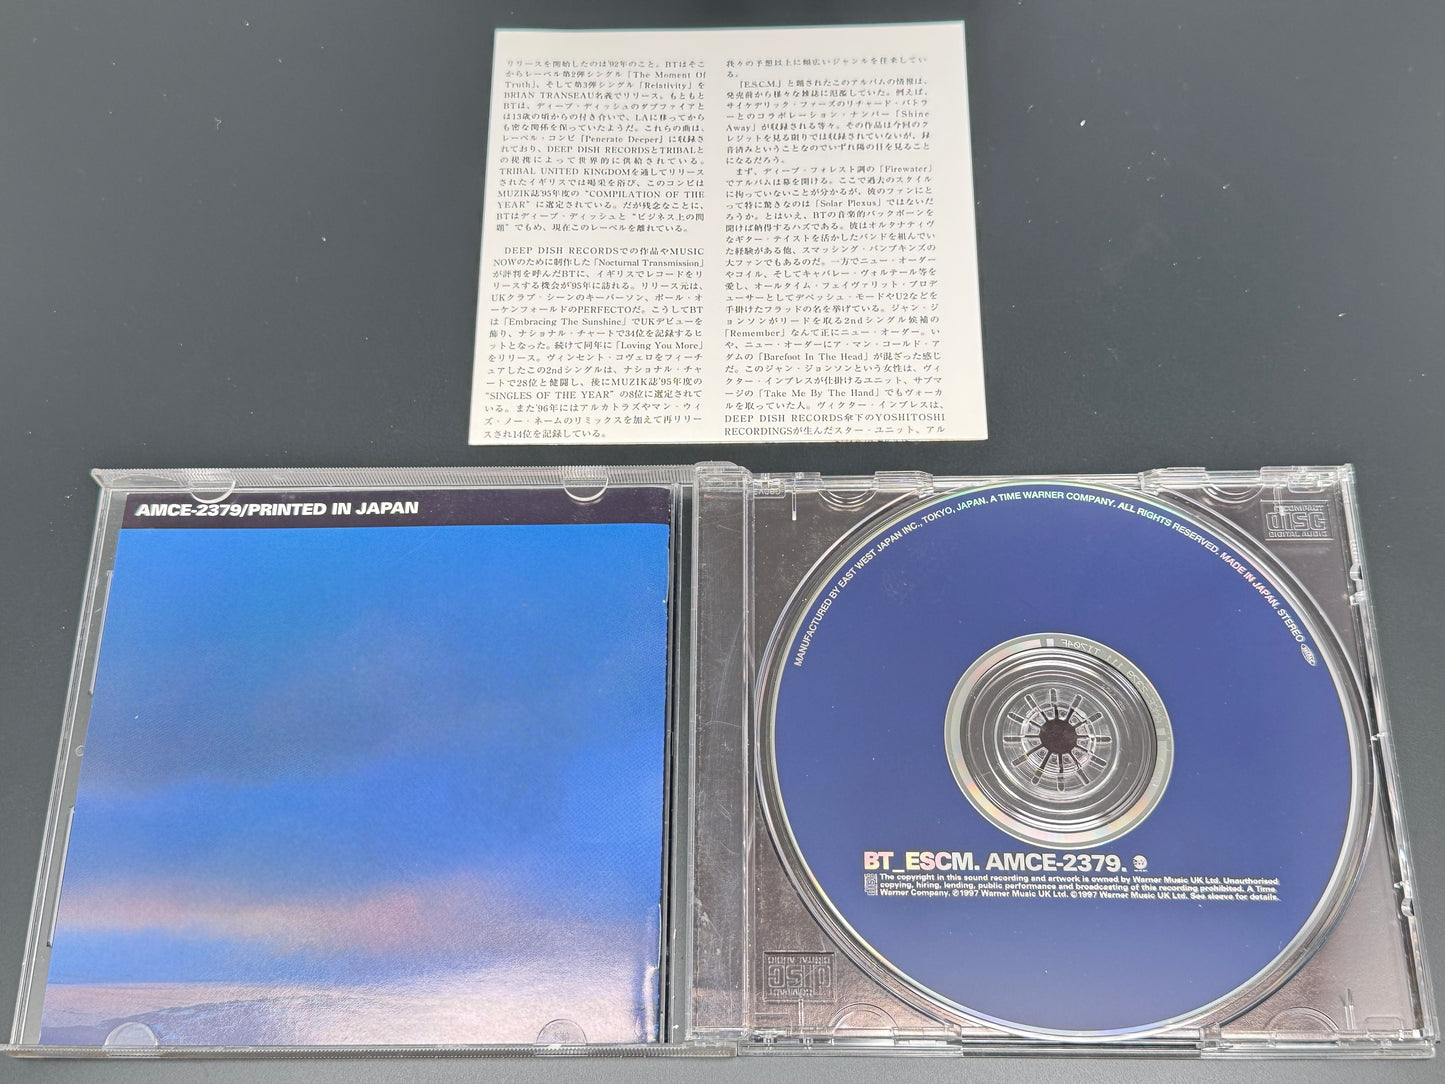 リリースを開始したのは'92年のこと。BTはそこ
からレーベル第2弾シングル「The Moment Of
Truth」、そして第3弾シングル「Relativity」を
BRIAN TRANSEAU名義でリリース。もともと
BTは、ディープ・ディッシュのダブファイアと
は13歳の頃からの付き合いで、LAに移ってから
も密な関係を保っていたようだ。これらの曲は、
レーベル・コンピ「Penerate Deeper」に収録さ
れており、DEEP DISH RECORDSとTRIBALと
の提携によって世界的に供給されている。
TRIBAL UNITED KINGDOMを通してリリース
されたイギリスでは喝采を浴び、このコンピは
MUZIK誌'95年度の "COMPILATION OF THE
YEAR" に選定されている。だが残念なことに、
BTはディープ・ディッシュと "ビジネス上の問
題" でもめ、現在このレーベルを離れている。
DEEP DISH RECORDSでの作品やMUSIC
NOWのために制作した「Nocturnal Transmission」
が評判を呼んだBTに、イギリスでレコードをリ
リースする機会が'95年に訪れる。リリース元は、
UKクラブ・シーンのキーパーソン、ポール・オ
ーケンフォールドのPERFECTOだ。こうしてBT
は「Embracing The Sunshine」でUKデビューを
飾り、ナショナル・チャートで34位を記録するヒ
ットとなった。続けて同年に「Loving You More」
をリリース。ヴィンセント・コヴェロをフィーチ
ュアしたこの2ndシングルは、ナショナル・チャ
ートで28位と健闘し、後にMUZIK誌'95年度の
"SINGLES OF THE YEAR" の8位に選定されて
いる。また'96年にはアルカトラズやマン・ウィ
ズ・ノー・ネームのリミックスを加えて再リリー
スされ14位を記録している。
我々の予想以上に幅広いジャンルを往来してい
る。
「E.S.C.M.」と題されたこのアルバムの情報は、
発売前から様々な雑誌に氾濫していた。例えば、
サイケデリック・ファーズのリチャード・バトラ
ーとのコラボレーション・ナンバー「Shine
Away」が収録される等々。その作品は今回のク
レジットを見る限りでは収録されていないが、録
音済みということなのでいずれ陽の目を見ること
になるだろう。
まず、ディープ・フォレスト調の「Firewater」
でアルバムは幕を開ける。ここで過去のスタイル
に拘っていないことが分かるが、彼のファンにと
って特に驚きなのは「Solar Plexus」ではないだ
ろうか。とはいえ、BTの音楽的バックボーンを
聞けば納得するハズである。彼はオルタナティヴ
なギター・テイストを活かしたバンドを組んでい
た経験がある他、スマッシング・パンプキンズの
大ファンでもあるのだ。一方でニュー・オーダー
やコイル、そしてキャバレー・ヴォルテール等を
愛し、オールタイム・フェイヴァリット・プロデ
ューサーとしてデペッシュ・モードやU2などを
手掛けたフラッドの名を挙げている。ジャン・ジ
ョンソンがリードを取る2ndシングル候補の
「Remember」なんて正にニュー・オーダー。い
や、ニュー・オーダーにア・マン・コールド・ア
ダムの「Barefoot In The Head」が混ざった感じ
だ。このジャン・ジョンソンという女性は、ヴィ
クター・インプレスが仕掛けるユニット、サブマ
ージの「Take Me By The Hand」でもヴォーカ
ルを取っていた人。ヴィクター・インプレスは、
DEEP DISH RECORDS傘下のYOSHITOSHI
RECORDINGSが生んだスター・ユニット、アル
AMCE-2379/PRINTED IN JAPAN
MANUFACTURED BY EAST WEST JAPAN INC., TOKYO, JAPAN. A TIME WARNER COMPANY. ALL RIGHTS RESERVED. MADE IN JAPAN. STEREO
COMPACT
disc
DIGITAL AUDIO
BT_ESCM. AMCE-2379.
The copyright in this sound recording and artwork is owned by Warner Music UK Ltd. Unauthorised
copying, hiring, lending, public performance and broadcasting of this recording prohibited. A Time
Warner Company. ℗1997 Warner Music UK Ltd. ©1997 Warner Music UK Ltd. See sleeve for details.
COMPACT
disc
DIGITAL AUDIO